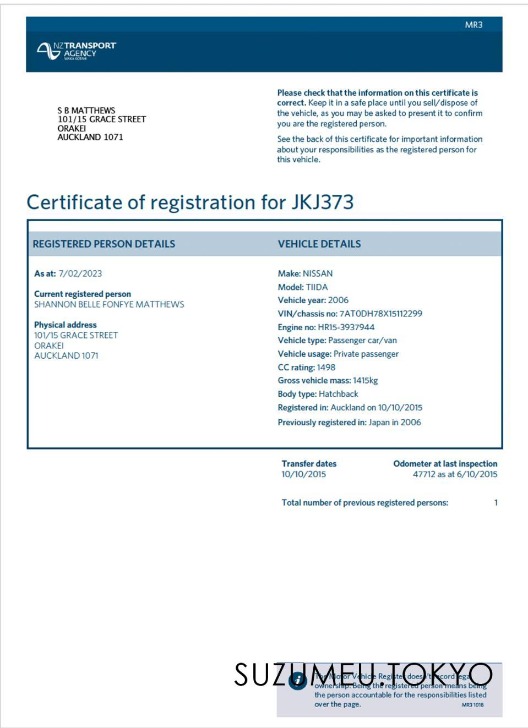 MR3
NZTRANSPORT
AGENCY
WAKA KOTAHI
S B MATTHEWS
101/15 GRACE STREET
ORAKEI
AUCKLAND 1071
Please check that the information on this certificate is
correct. Keep it in a safe place until you sell/dispose of
the vehicle, as you may be asked to present it to confirm
you are the registered person.
See the back of this certificate for important information
about your responsibilities as the registered person for
this vehicle.
Certificate of registration for JKJ373
REGISTERED PERSON DETAILS
As at: 7/02/2023
Current registered person
SHANNON BELLE FONFYE MATTHEWS
Physical address
101/15 GRACE STREET
ORAKEI
AUCKLAND 1071
VEHICLE DETAILS
Make: NISSAN
Model: TIIDA
Vehicle year: 2006
VIN/chassis no: 7AT0DH78X15112299
Engine no: HR15-3937944
Vehicle type: Passenger car/van
Vehicle usage: Private passenger
CC rating: 1498
Gross vehicle mass: 1415kg
Body type: Hatchback
Registered in: Auckland on 10/10/2015
Previously registered in: Japan in 2006
Transfer dates
10/10/2015
Odometer at last inspection
47712 as at 6/10/2015
Total number of previous registered persons: 1
SUZUMEU.TOKYO
The Motor Vehicle Register doesn't record legal
ownership. Being the registered person means being
the person accountable for the responsibilities listed
over the page.
MR3 1018